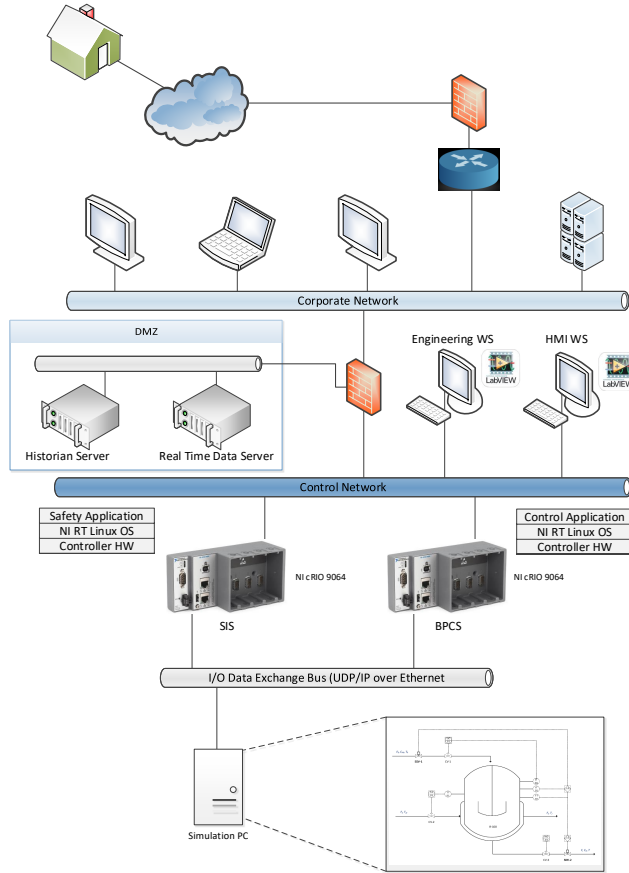 Corporate Network
DMZ
Engineering WS
HMI WS
LabVIEW
LabVIEW
Historian Server
Real Time Data Server
Control Network
Safety Application
NI RT Linux OS
Controller HW
Control Application
NI RT Linux OS
Controller HW
NI cRIO 9064
NI cRIO 9064
SIS
BPCS
I/O Data Exchange Bus (UDP/IP over Ethernet
Simulation PC